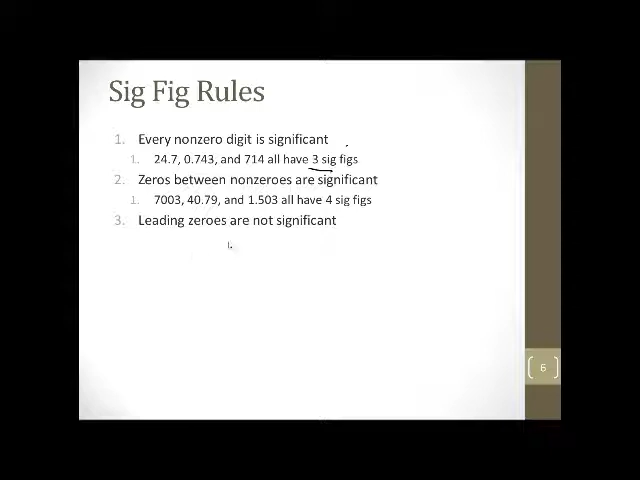 Sig Fig Rules
1. Every nonzero digit is significant
1. 24.7, 0.743, and 714 all have 3 sig figs
2. Zeros between nonzeroes are significant
1. 7003, 40.79, and 1.503 all have 4 sig figs
3. Leading zeroes are not significant
6